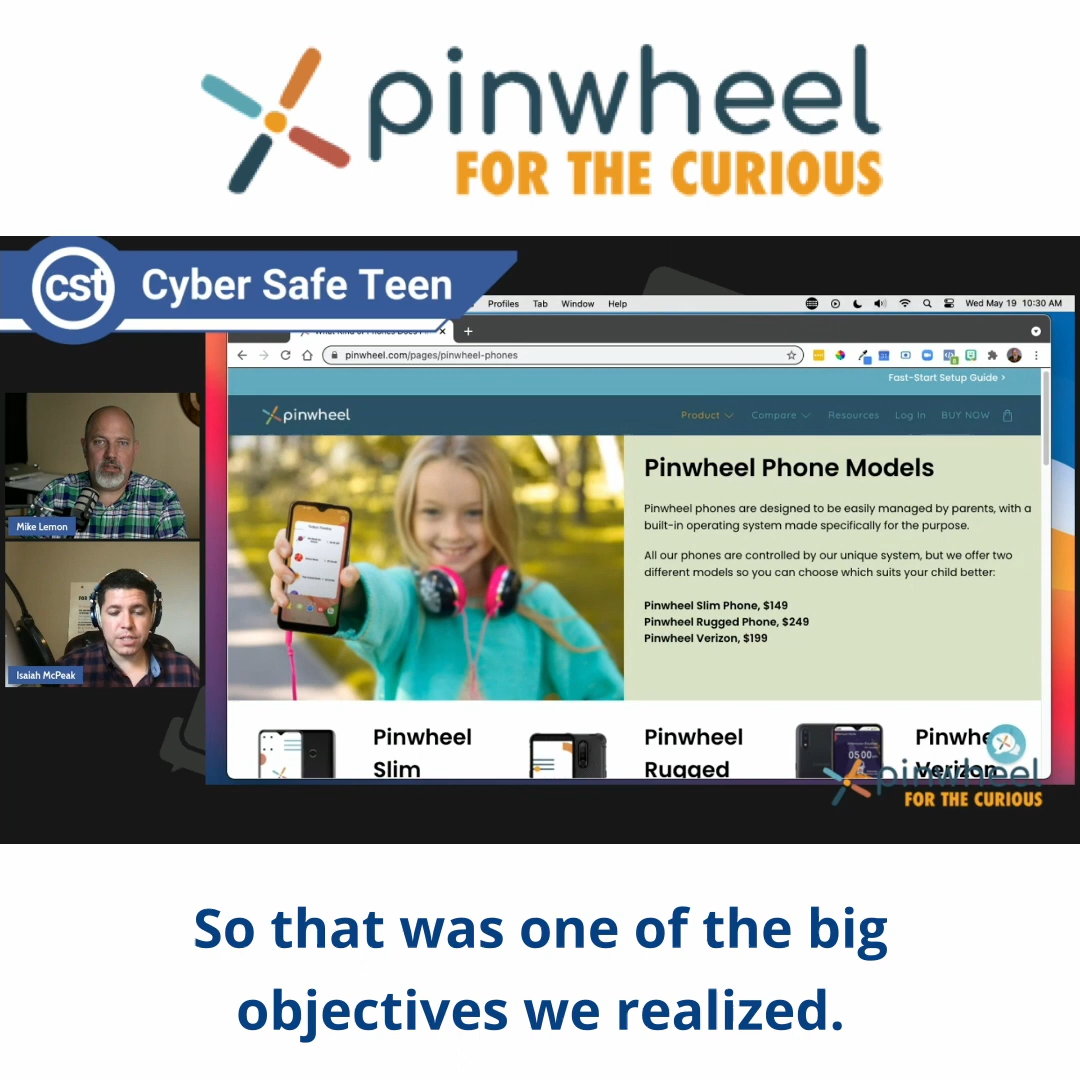 pinwheel
FOR THE CURIOUS
cst Cyber Safe Teen
Profiles Tab Window Help Wed May 19 10:30 AM
pinwheel.com/pages/pinwheel-phones
Fast-Start Setup Guide >
pinwheel Product Compare Resources Log In BUY NOW
Pinwheel Phone Models
Pinwheel phones are designed to be easily managed by parents, with a
built-in operating system made specifically for the purpose.
All our phones are controlled by our unique system, but we offer two
different models so you can choose which suits your child better:
Pinwheel Slim Phone, $149
Pinwheel Rugged Phone, $249
Pinwheel Verizon, $199
Mike Lemon
Isaiah McPeak
Pinwheel
Slim
Pinwheel
Rugged
Pinwhe
Verizon
05 00
pinwheel
FOR THE CURIOUS
So that was one of the big
objectives we realized.